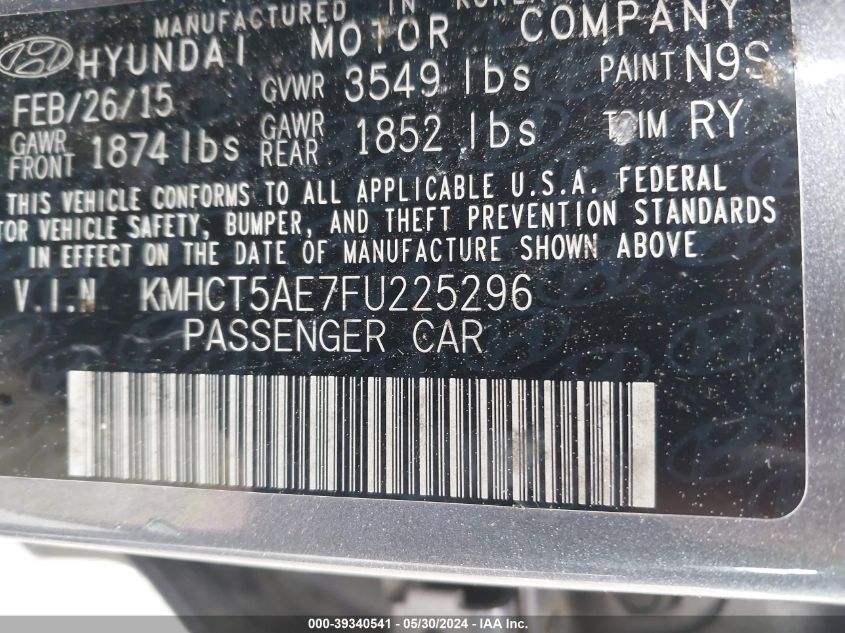 MANUFACTURED IN KOREA
HYUNDAI MOTOR COMPANY
FEB/26/15 GVWR 3549 lbs PAINT N9S
GAWR FRONT 1874 lbs GAWR REAR 1852 lbs TRIM RY
THIS VEHICLE CONFORMS TO ALL APPLICABLE U.S.A. FEDERAL
TOR VEHICLE SAFETY, BUMPER, AND THEFT PREVENTION STANDARDS
IN EFFECT ON THE DATE OF MANUFACTURE SHOWN ABOVE
V.I.N KMHCT5AE7FU225296
PASSENGER CAR
000-39340541 - 05/30/2024 - IAA Inc.